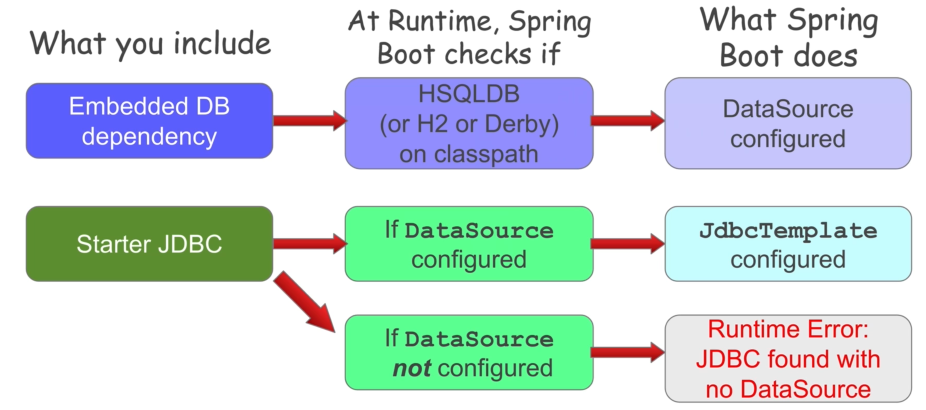 What you include
At Runtime, Spring
Boot checks if
What Spring
Boot does
Embedded DB
dependency
HSQLDB
(or H2 or Derby)
on classpath
DataSource
configured
Starter JDBC
If DataSource
configured
JdbcTemplate
configured
If DataSource
not configured
Runtime Error:
JDBC found with
no DataSource